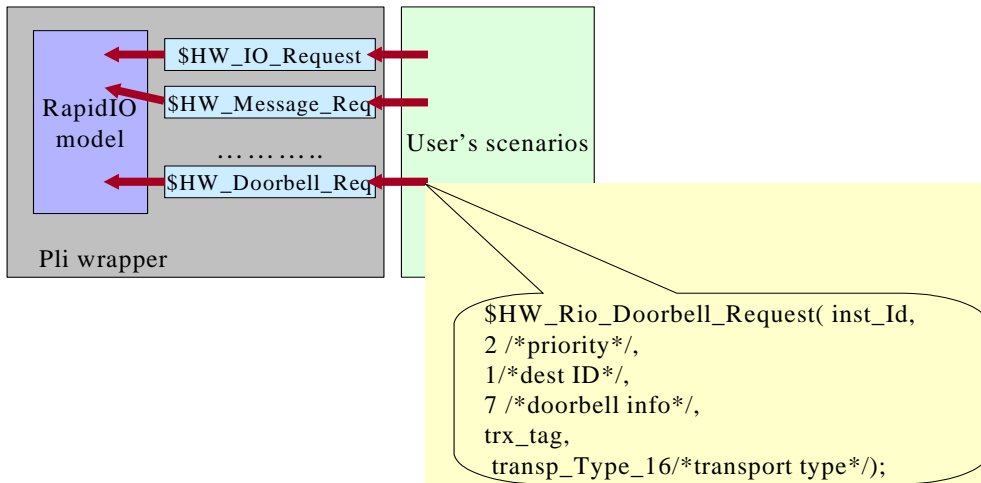 $HW_IO_Request
RapidIO
model
$HW_Message_Req
User's scenarios
………..
$HW_Doorbell_Req
Pli wrapper
$HW_Rio_Doorbell_Request( inst_Id,
2 /*priority*/,
1/*dest ID*/,
7 /*doorbell info*/,
trx_tag,
transp_Type_16/*transport type*/);